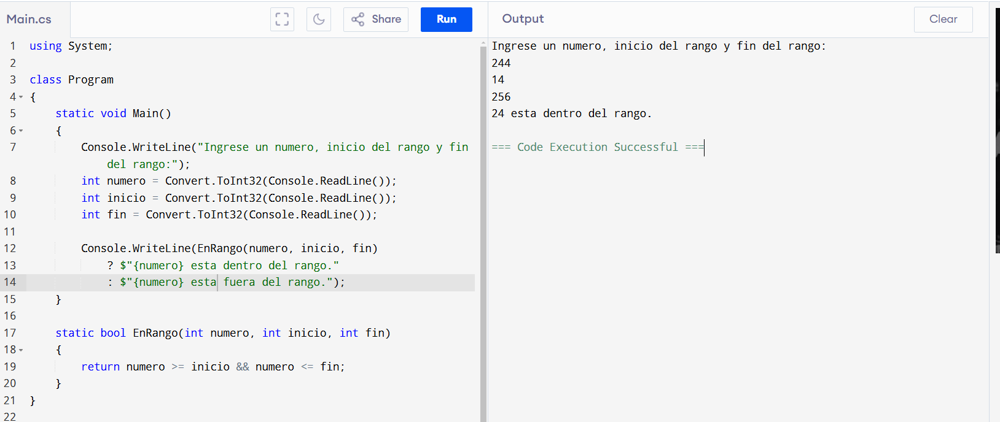 Main.cs
Share
Run
Output
Clear
1 using System;
2
3 class Program
4 {
5 static void Main()
6 {
7 Console.WriteLine("Ingrese un numero, inicio del rango y fin
del rango:");
8 int numero = Convert.ToInt32(Console.ReadLine());
9 int inicio = Convert.ToInt32(Console.ReadLine());
10 int fin = Convert.ToInt32(Console.ReadLine());
11
12 Console.WriteLine(EnRango(numero, inicio, fin)
13 ? $"{numero} esta dentro del rango."
14 : $"{numero} esta fuera del rango.");
15 }
16
17 static bool EnRango(int numero, int inicio, int fin)
18 {
19 return numero >= inicio && numero <= fin;
20 }
21 }
22
Ingrese un numero, inicio del rango y fin del rango:
244
14
256
24 esta dentro del rango.
=== Code Execution Successful ===